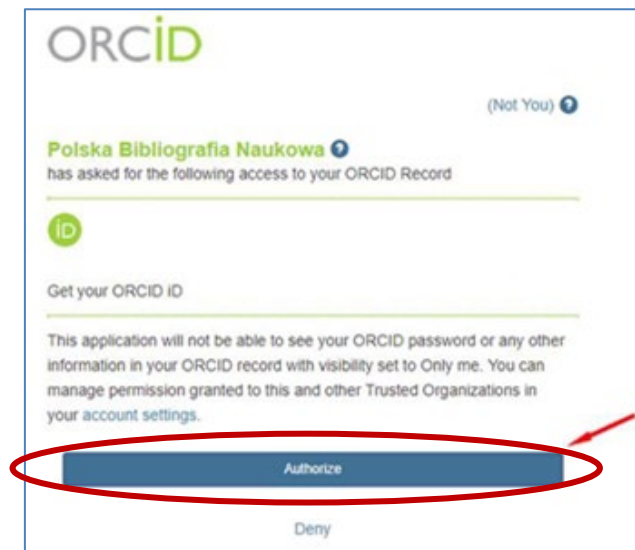 ORCID
(Not You) ?
Polska Bibliografia Naukowa ?
has asked for the following access to your ORCID Record
iD
Get your ORCID iD
This application will not be able to see your ORCID password or any other
information in your ORCID record with visibility set to Only me. You can
manage permission granted to this and other Trusted Organizations in
your account settings.
Authorize
Deny